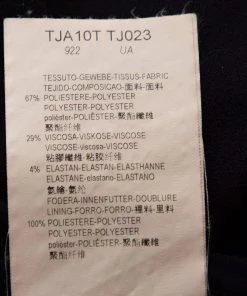 TJA10T TJ023
922 UA
TESSUTO-GEWEBE-TISSUS-FABRIC
TEJIDO-COMPOSICAO-面料-面料
67% POLIESTERE-POLYESTER
POLYESTER-POLYESTER
poliéster-POLIÉSTER-聚酯纖維
聚酯纤维
29% VISCOSA-VISKOSE-VISCOSE
VISCOSE-viscosa-VISCOSE
粘膠纖維-粘胶纤维
4% ELASTAN-ELASTAN-ELASTHANNE
ELASTANE-elastano-ELASTANO
氨綸-氨纶
FODERA-INNENFUTTER-DOUBLURE
LINING-FORRO-FORRO-裡料-里料
100% POLIESTERE-POLYESTER
POLYESTER-POLYESTER
poliéster-POLIÉSTER-聚酯纖維
聚酯纤维